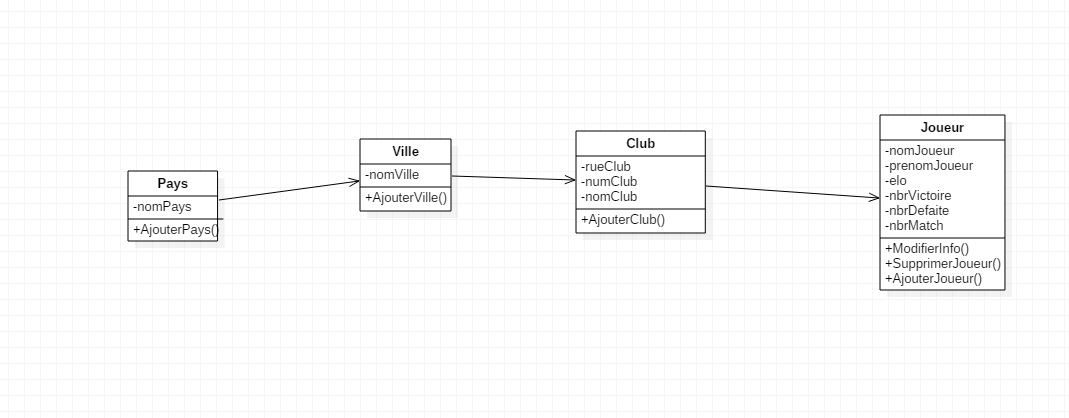 Pays
-nomPays
+AjouterPays()
Ville
-nomVille
+AjouterVille()
Club
-rueClub
-numClub
-nomClub
+AjouterClub()
Joueur
-nomJoueur
-prenomJoueur
-elo
-nbrVictoire
-nbrDefaite
-nbrMatch
+ModifierInfo()
+SupprimerJoueur()
+AjouterJoueur()